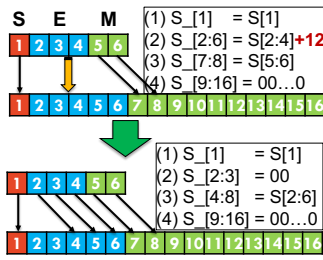 S E M
(1) S_[1] = S[1]
(2) S_[2:6] = S[2:4]+12
(3) S_[7:8] = S[5:6]
(4) S_[9:16] = 00...0
1 2 3 4 5 6
1 2 3 4 5 6 7 8 9 10 11 12 13 14 15 16
(1) S_[1] = S[1]
(2) S_[2:3] = 00
(3) S_[4:8] = S[2:6]
(4) S_[9:16] = 00...0
1 2 3 4 5 6
1 2 3 4 5 6 7 8 9 10 11 12 13 14 15 16